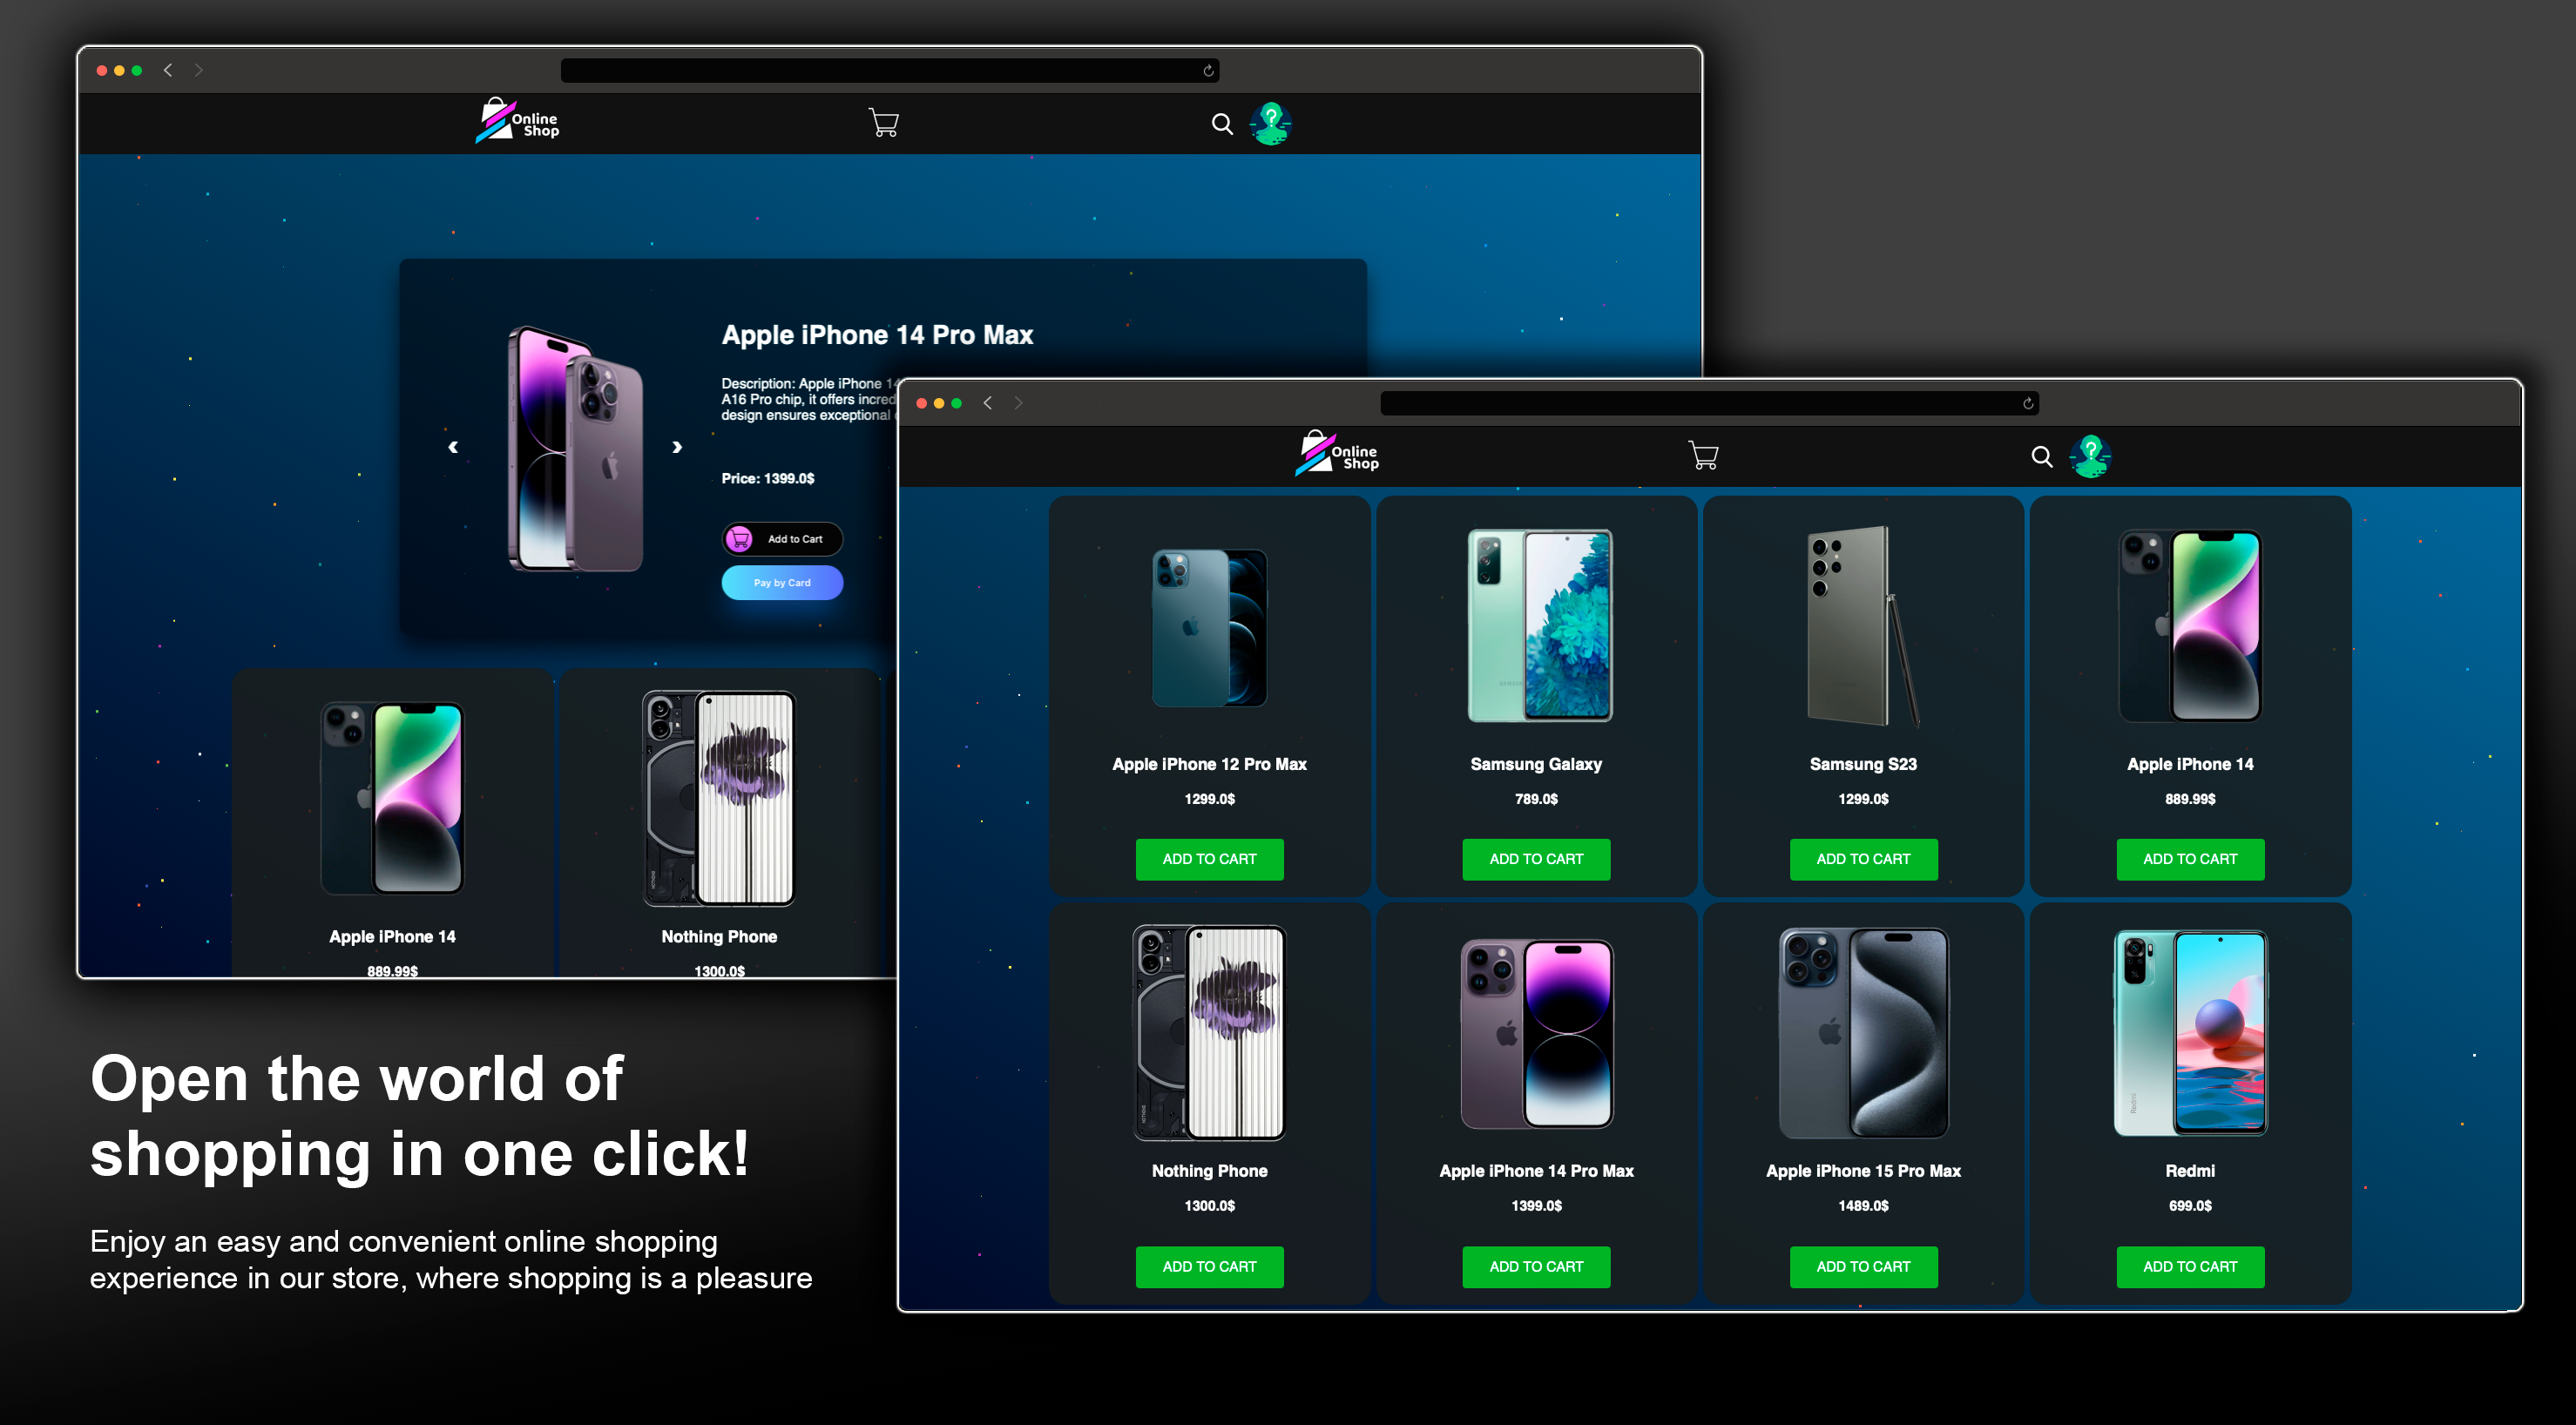 Online
Shop
Apple iPhone 14 Pro Max
Description: Apple iPhone 14
A16 Pro chip, it offers incred
design ensures exceptional
Price: 1399.0$
Add to Cart
Pay by Card
Apple iPhone 14
889.99$
Nothing Phone
1300.0$
Online
Shop
Apple iPhone 12 Pro Max
1299.0$
ADD TO CART
Samsung Galaxy
789.0$
ADD TO CART
Samsung S23
1299.0$
ADD TO CART
Apple iPhone 14
889.99$
ADD TO CART
Nothing Phone
1300.0$
ADD TO CART
Apple iPhone 14 Pro Max
1399.0$
ADD TO CART
Apple iPhone 15 Pro Max
1489.0$
ADD TO CART
Redmi
Redmi
699.0$
ADD TO CART
Open the world of
shopping in one click!
Enjoy an easy and convenient online shopping
experience in our store, where shopping is a pleasure